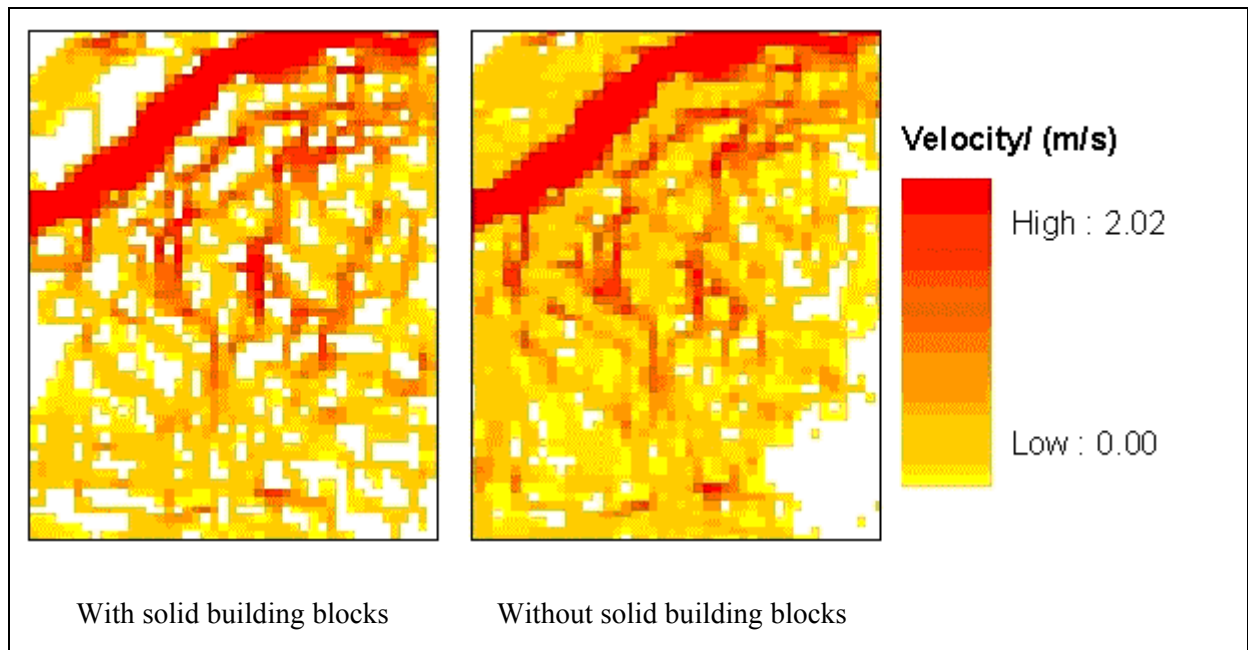 Velocity/ (m/s)
High : 2.02
Low : 0.00
With solid building blocks
Without solid building blocks